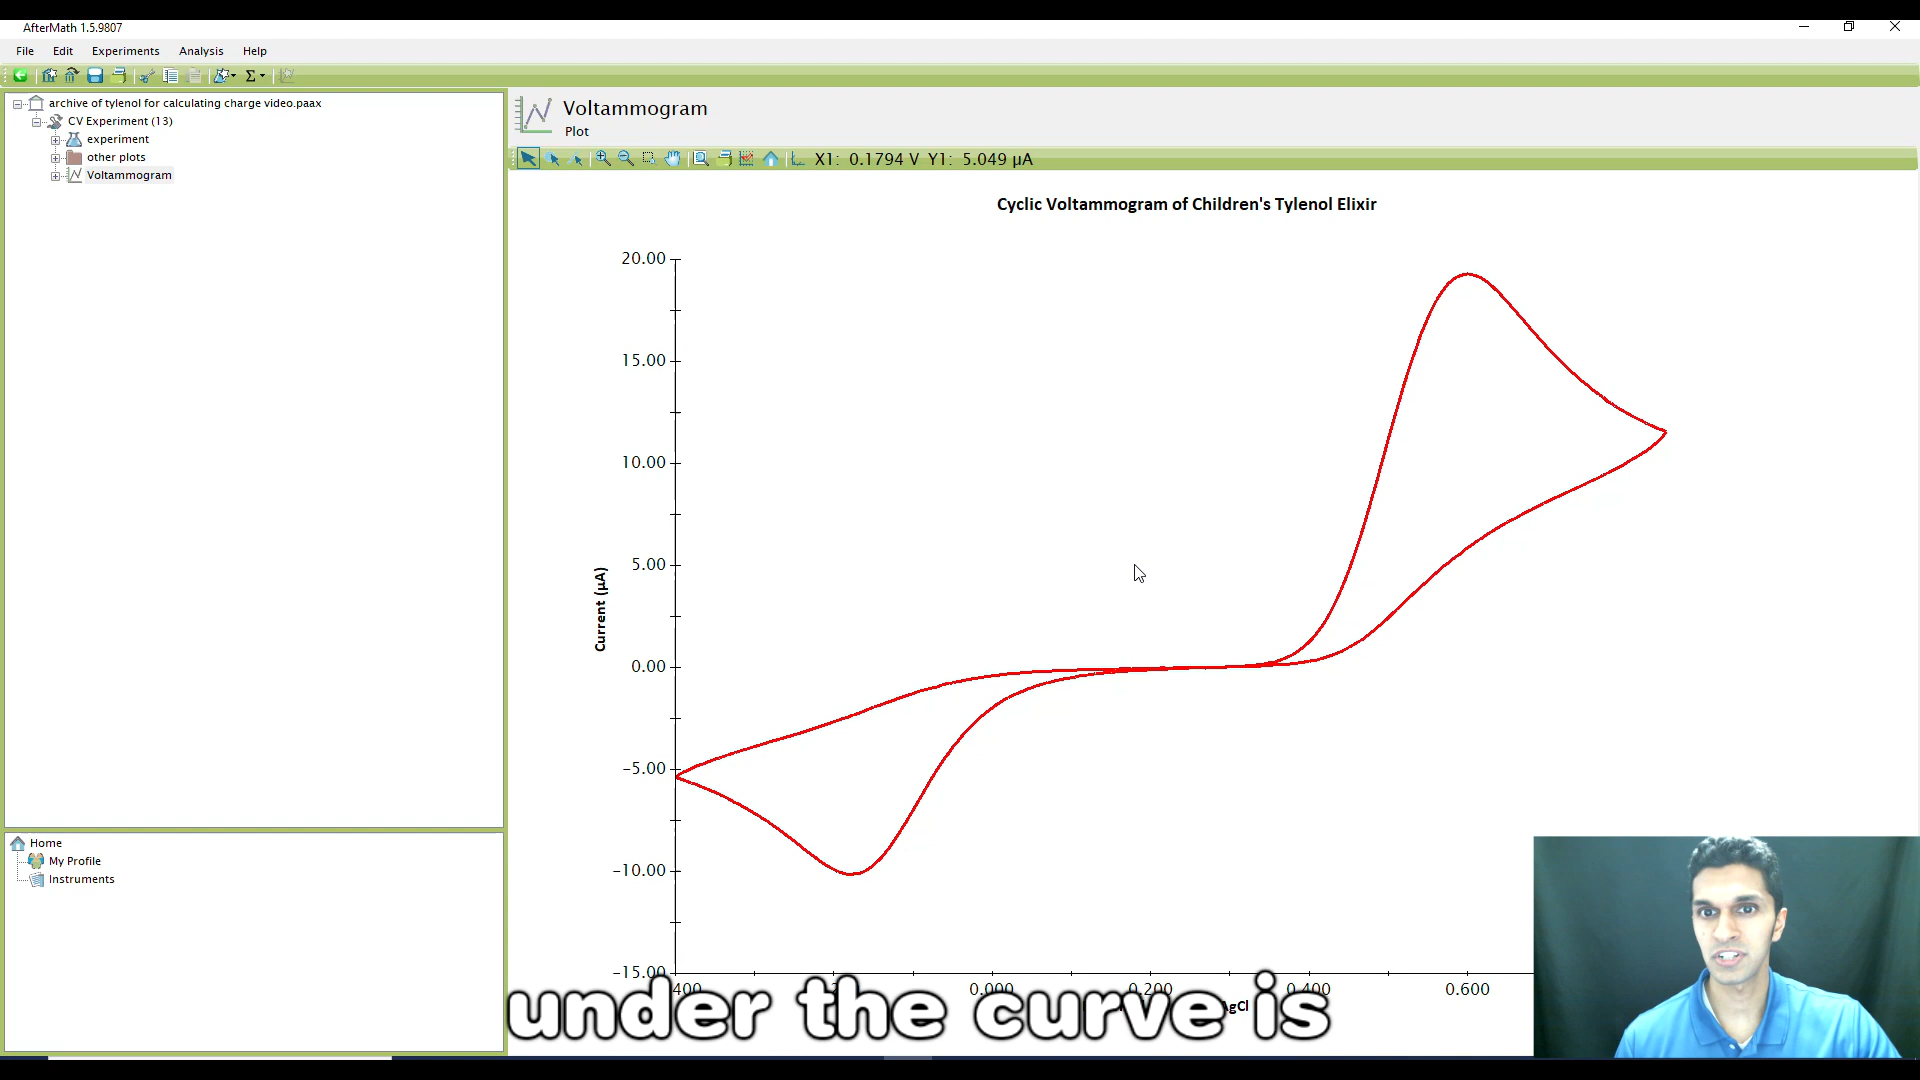 AfterMath 1.5.9807
File Edit Experiments Analysis Help
archive of tylenol for calculating charge video.paax
CV Experiment (13)
experiment
other plots
Voltammogram
Home
My Profile
Instruments
Voltammogram
Plot
X1: 0.1794 V Y1: 5.049 µA
Cyclic Voltammogram of Children's Tylenol Elixir
20.00
15.00
10.00
5.00
0.00
−5.00
−10.00
−15.00
Current (µA)
400 0.000 0.200 0.400 0.600
AgCl
under the curve is